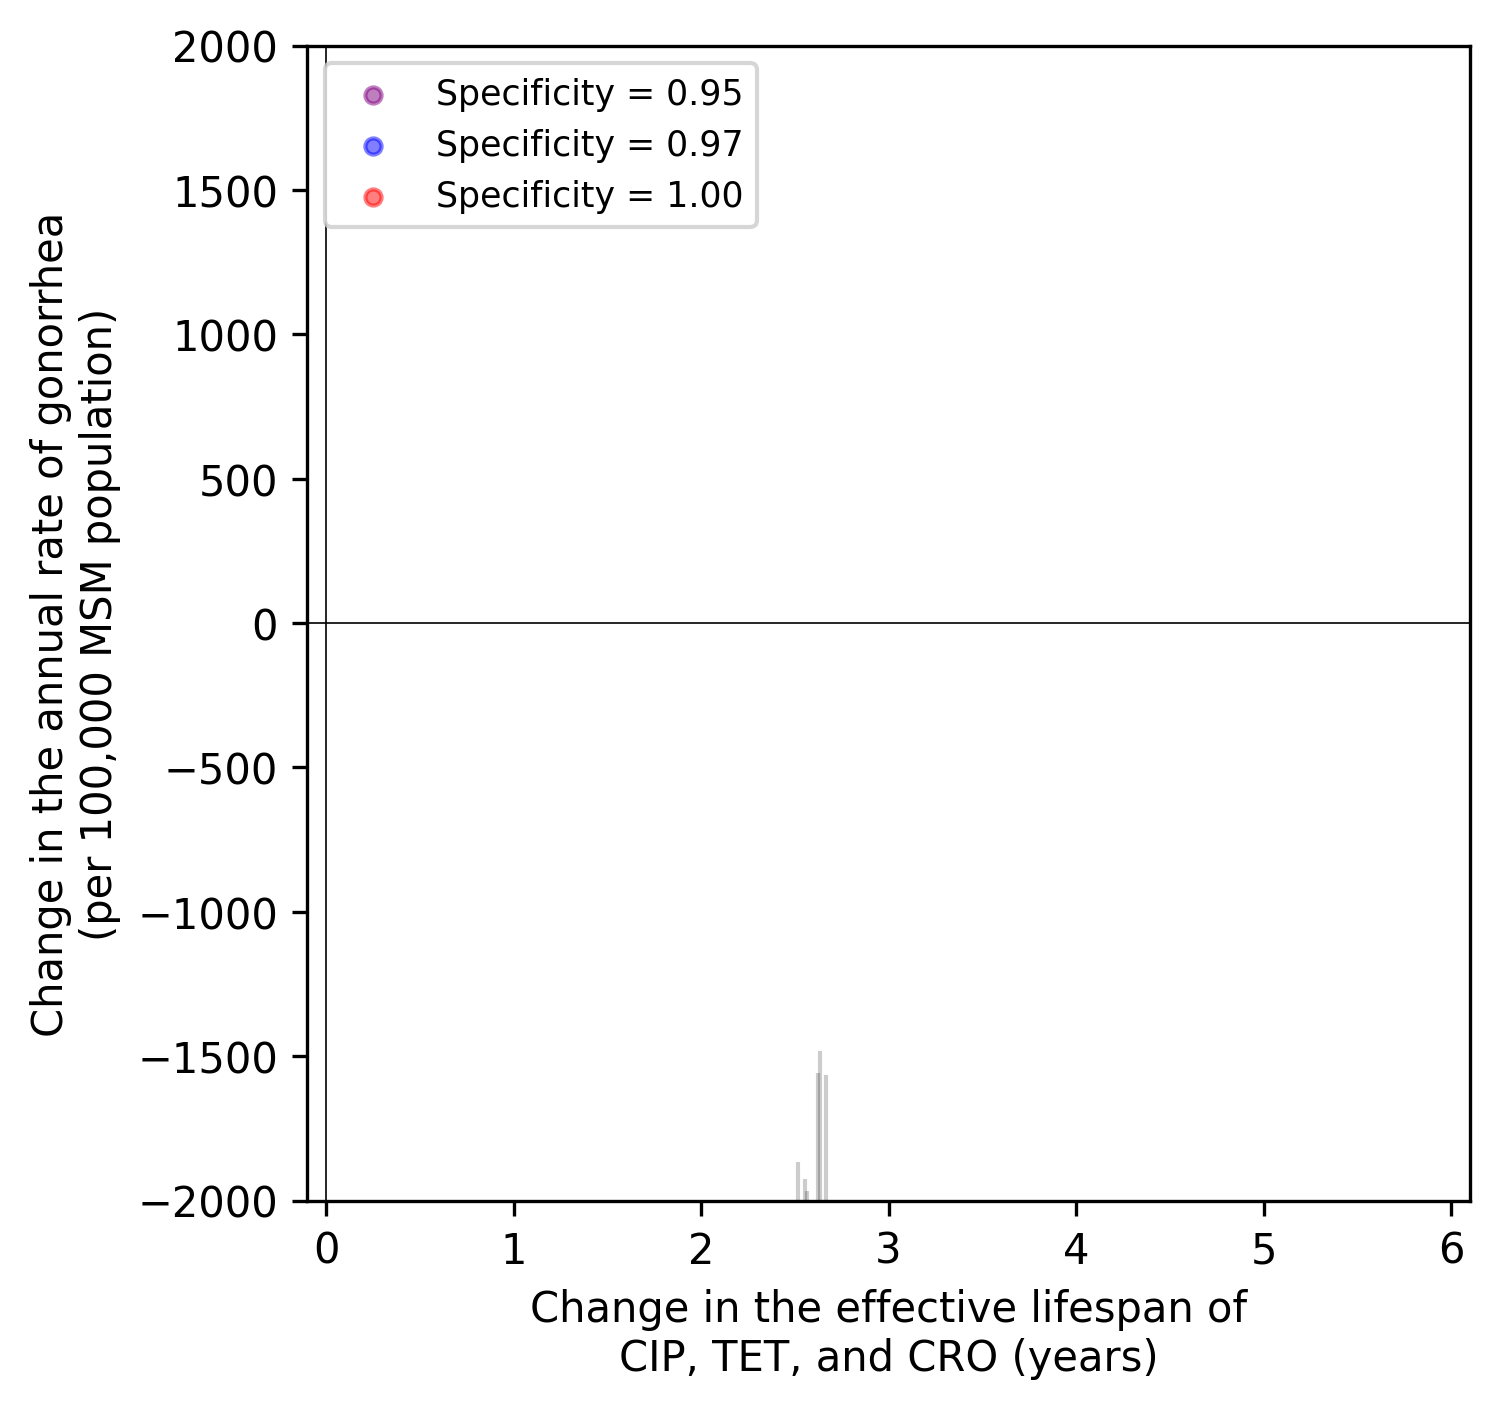 2000
1500
1000
500
0
−500
−1000
−1500
−2000
Change in the annual rate of gonorrhea
(per 100,000 MSM population)
Specificity = 0.95
Specificity = 0.97
Specificity = 1.00
0 1 2 3 4 5 6
Change in the effective lifespan of
CIP, TET, and CRO (years)